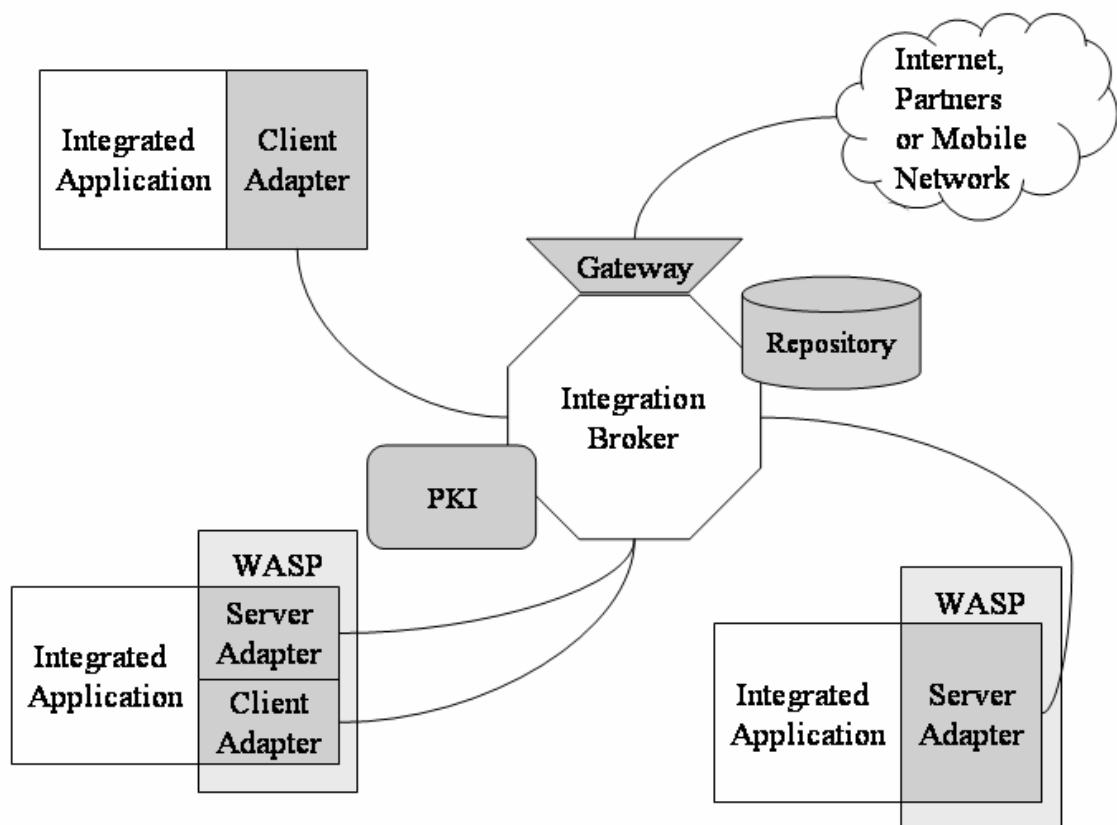 Internet,
Partners
or Mobile
Network
Integrated
Application
Client
Adapter
Gateway
Repository
Integration
Broker
PKI
WASP
Server
Adapter
Integrated
Application
Client
Adapter
WASP
Integrated
Application
Server
Adapter